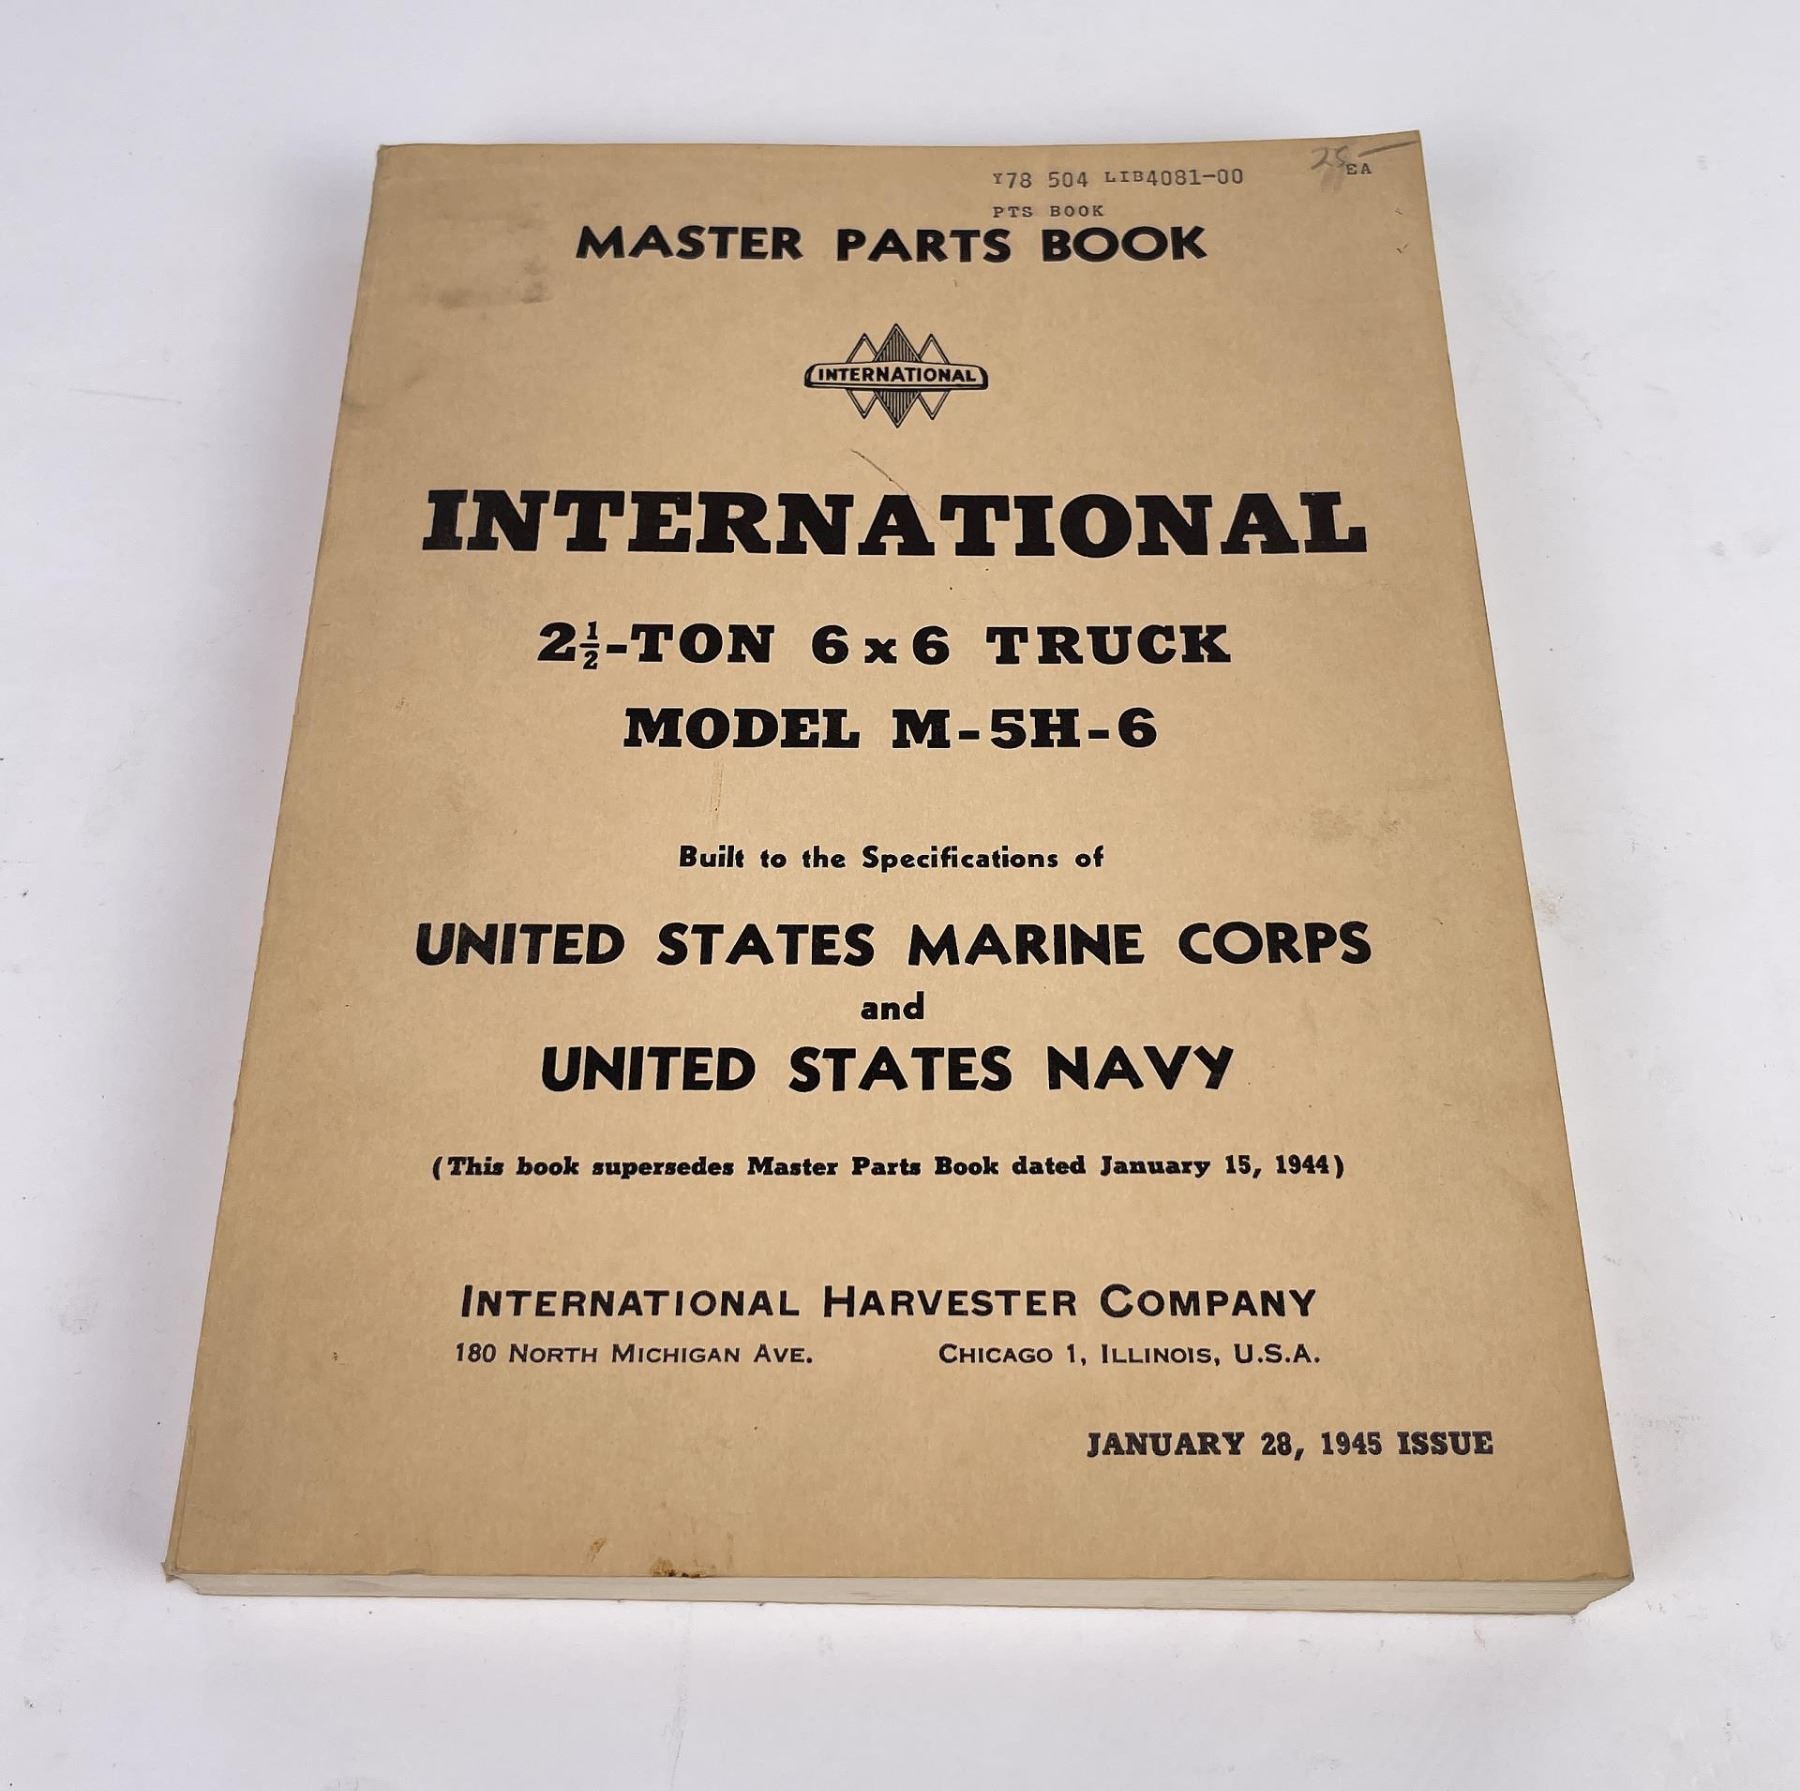 Y78 504 LIB4081-00
EA
PTS BOOK
MASTER PARTS BOOK
INTERNATIONAL
INTERNATIONAL
2½-TON 6x6 TRUCK
MODEL M-5H-6
Built to the Specifications of
UNITED STATES MARINE CORPS
and
UNITED STATES NAVY
(This book supersedes Master Parts Book dated January 15, 1944)
INTERNATIONAL HARVESTER COMPANY
180 NORTH MICHIGAN AVE. CHICAGO 1, ILLINOIS, U.S.A.
JANUARY 28, 1945 ISSUE